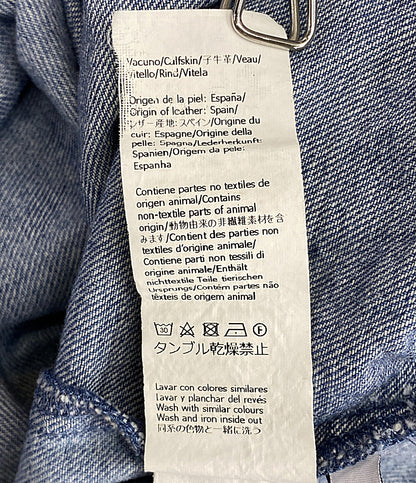 Vacuno/Calfskin/子牛革/Veau/
Vitello/Rind/Vitela
Origen de la piel: España/
Origin of leather: Spain/
レザー産地: スペイン/Origine du
cuir: Espagne/Origine della
pelle: Spagna/Lederherkunft:
Spanien/Origem da pele:
Espanha
Contiene partes no textiles de
origen animal/Contains
non-textile parts of animal
origin/動物由来の非繊維素材を含
みます/Contient des parties non
textiles d'origine animale/
Contiene parti non tessili di
origine animale/Enthält
nichttextile Teile tierischen
Ursprungs/Contém partes não
têxteis de origem animal
30 P
タンブル乾燥禁止
Lavar con colores similares
Lavar y planchar del revés
Wash with similar colours
Wash and iron inside out
同系の色物と一緒に洗う